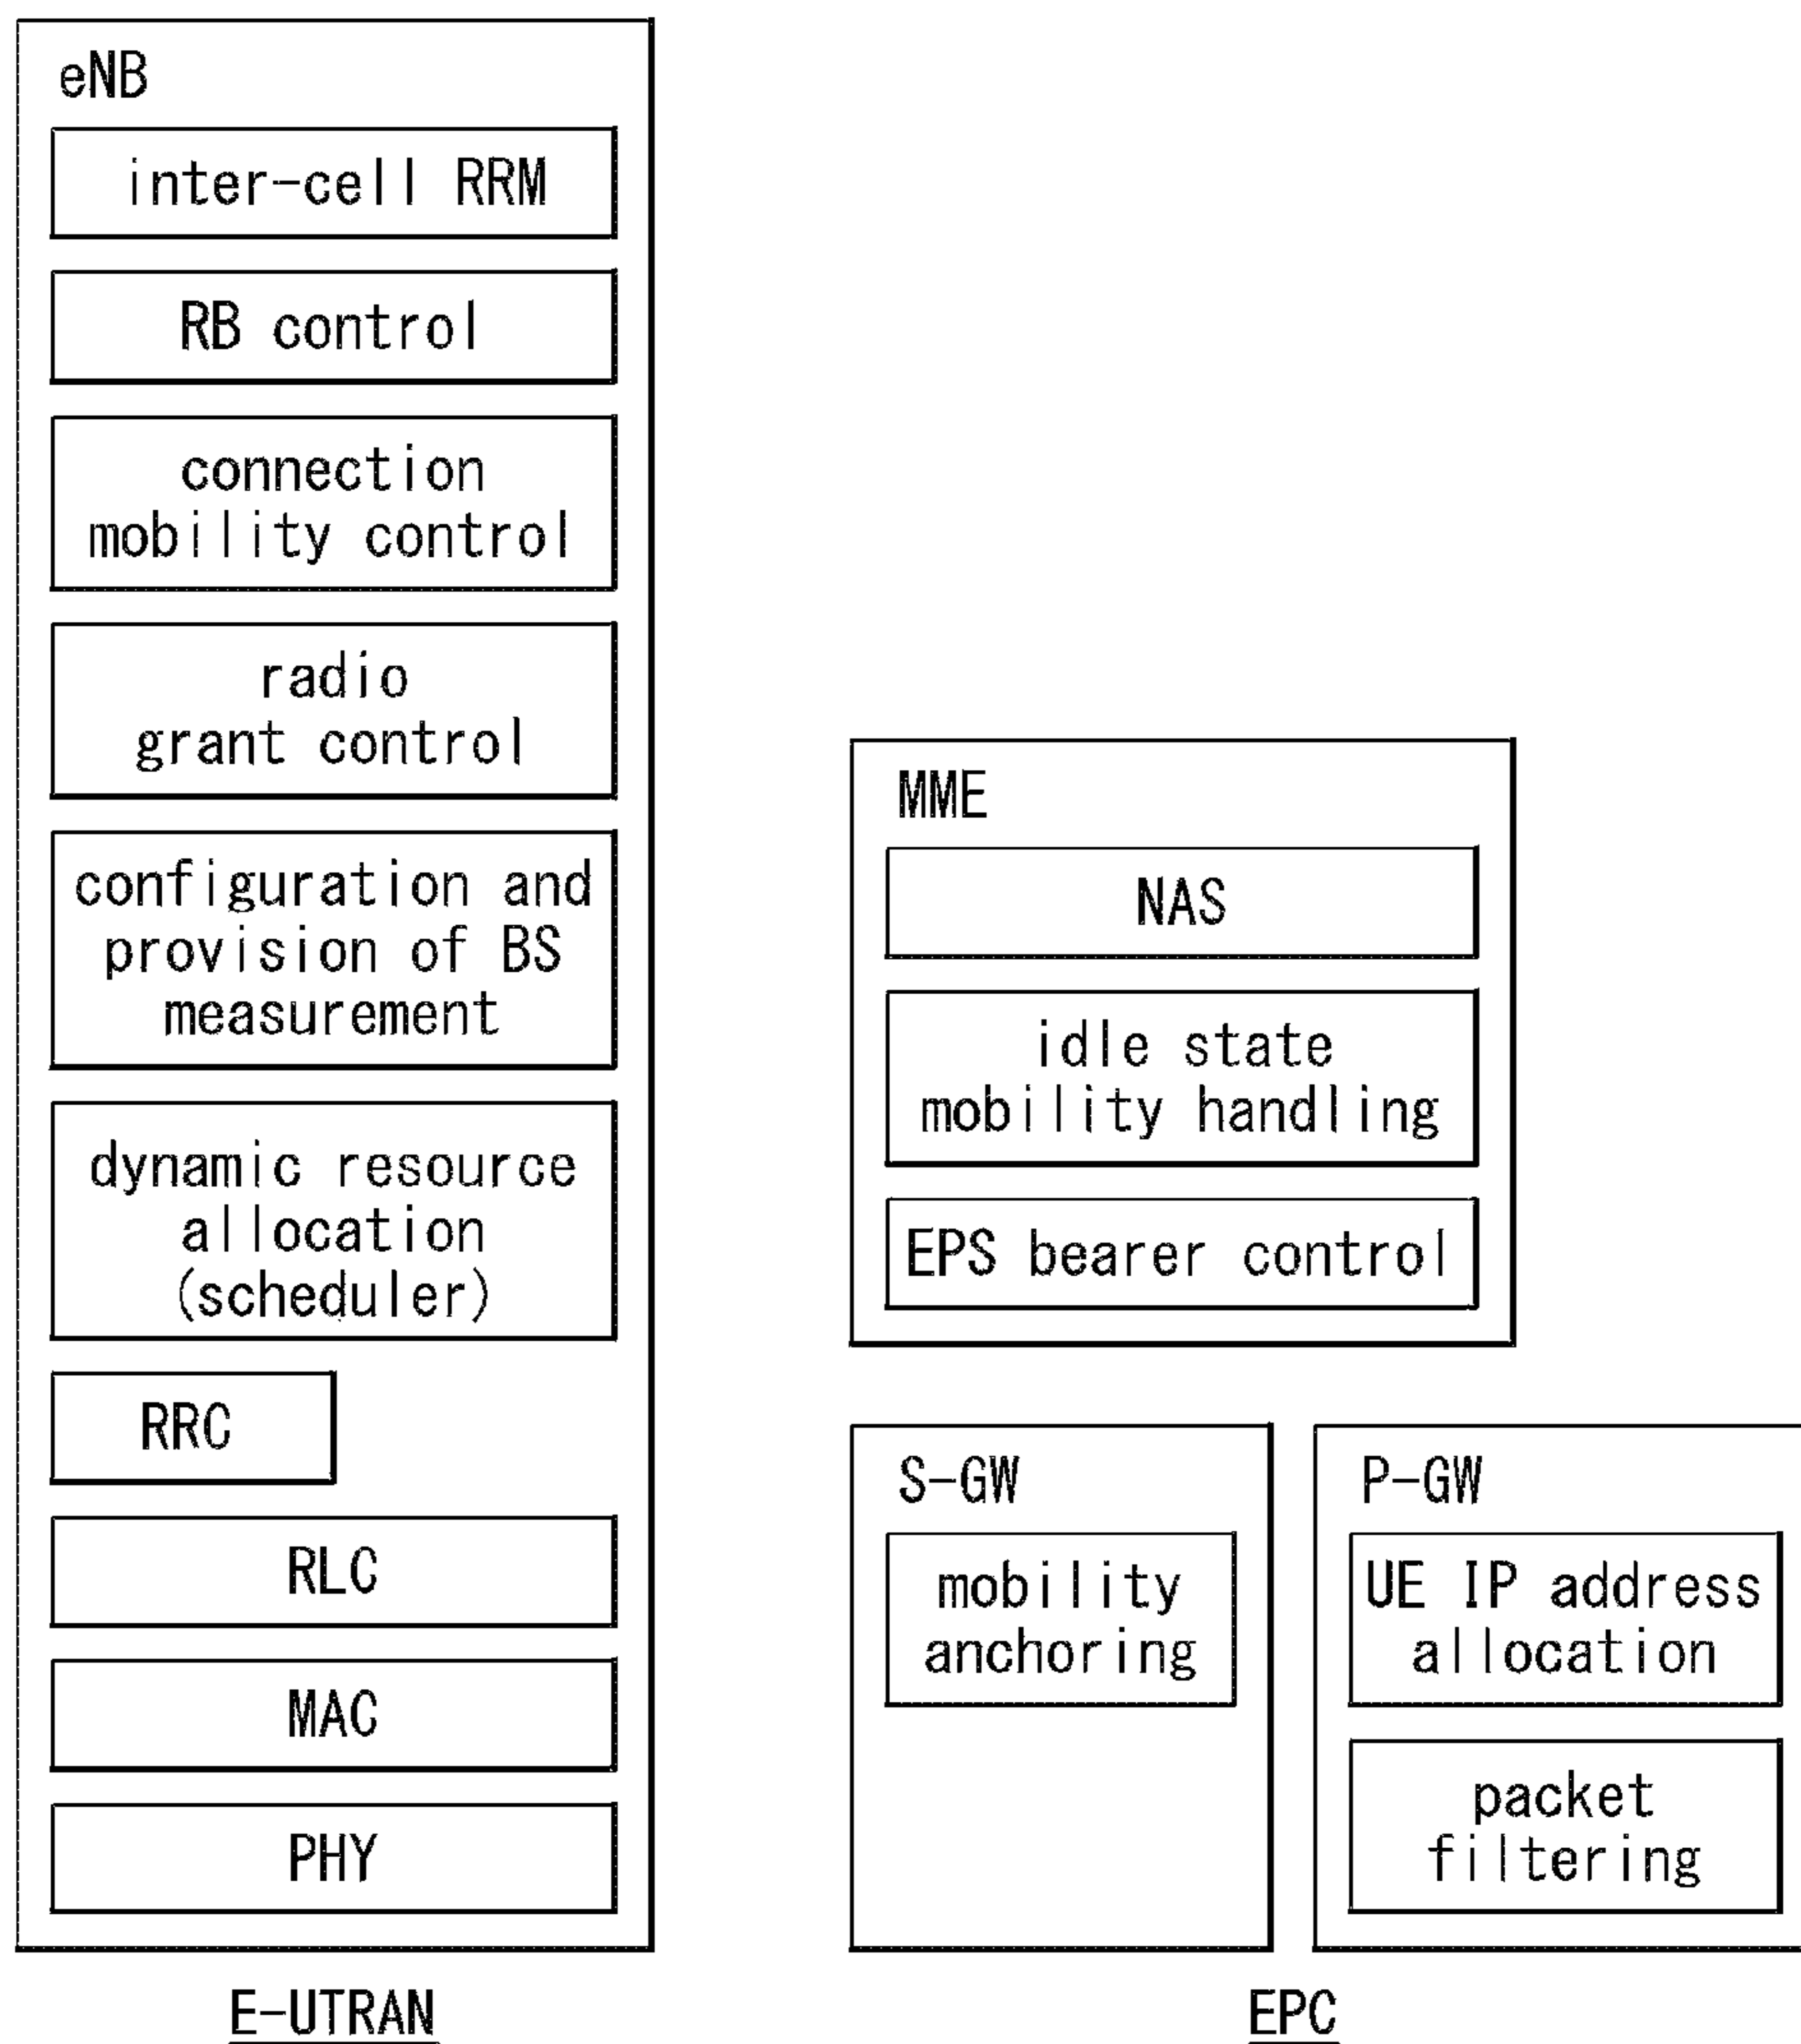 eNB
inter-cell RRM
RB control
connection
mobility control
radio
grant control
configuration and
provision of BS
measurement
dynamic resource
allocation
(scheduler)
RRC
RLC
MAC
PHY
E-UTRAN
MME
NAS
idle state
mobility handling
EPS bearer control
S-GW
mobility
anchoring
P-GW
UE IP address
allocation
packet
filtering
EPC